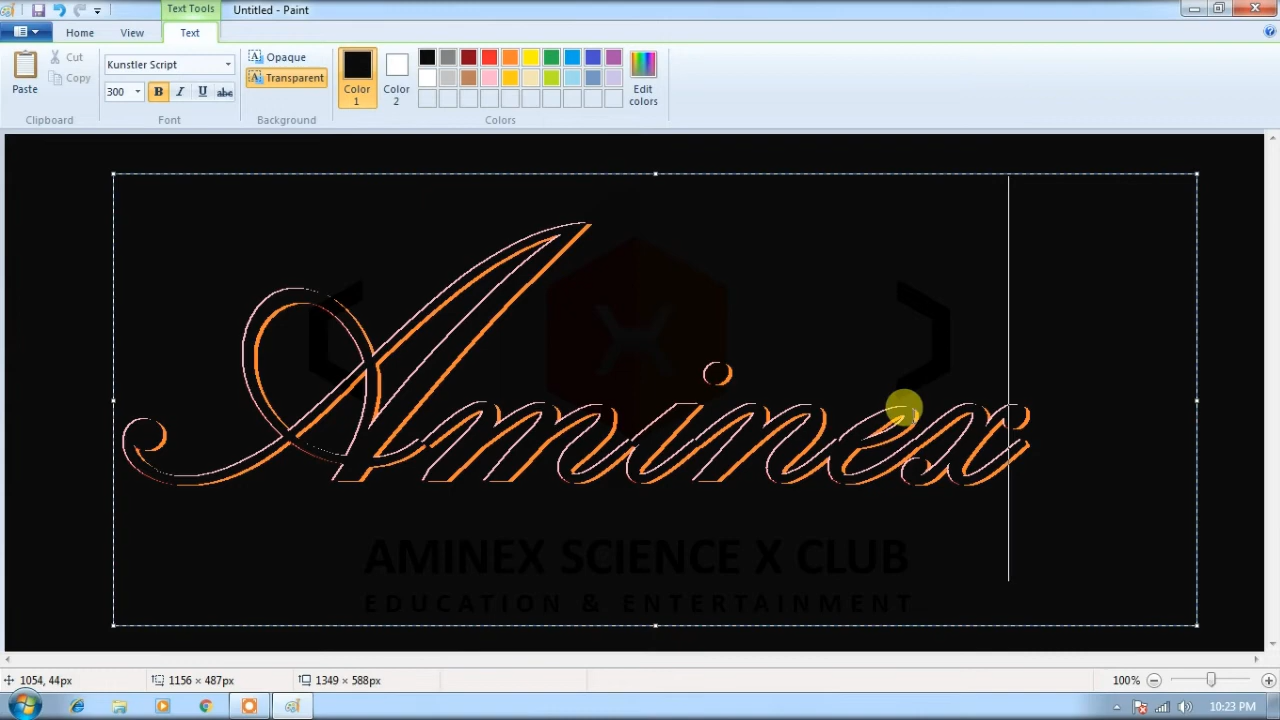 Text Tools
Untitled - Paint
Home
View
Text
Paste
Cut
Copy
Clipboard
Kunstler Script
300
B I U abc
Font
Opaque
Transparent
Background
Color 1
Color 2
Edit colors
Colors
Aminex
AMINEX SCIENCE X CLUB
EDUCATION & ENTERTAINMENT
1054, 44px
1156 × 487px
1349 × 588px
100%
10:23 PM